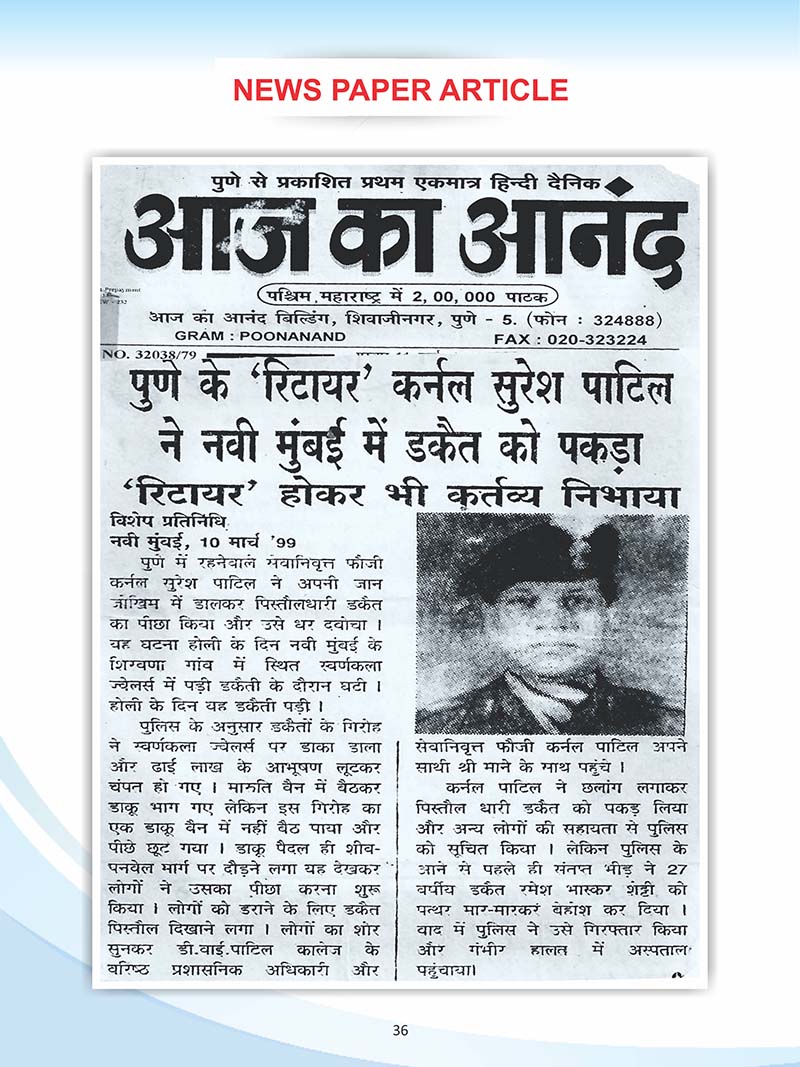 NEWS PAPER ARTICLE
पुणे से प्रकाशित प्रथम एकमात्र हिन्दी दैनिक
आज का आनंद
पश्चिम महाराष्ट्र में 2,00,000 पाठक
आज का आनंद बिल्डिंग, शिवाजीनगर, पुणे - 5. (फोन : 324888)
GRAM : POONANAND FAX : 020-323224
NO. 32038/79
पुणे के ‘रिटायर’ कर्नल सुरेश पाटिल
ने नवी मुंबई में डकैत को पकड़ा
‘रिटायर’ होकर भी कर्तव्य निभाया
विशेष प्रतिनिधि
नवी मुंबई, 10 मार्च '99
पुणे में रहनेवाले सेवानिवृत्त फौजी
कर्नल सुरेश पाटिल ने अपनी जान
जोखिम में डालकर पिस्तौलधारी डकैत
का पीछा किया और उसे धर दबोचा ।
यह घटना होली के दिन नवी मुंबई के
शिरवणा गांव में स्थित स्वर्णकला
ज्वेलर्स में पड़ी डकैती के दौरान घटी ।
होली के दिन यह डकैती पड़ी ।
पुलिस के अनुसार डकैतों के गिरोह
ने स्वर्णकला ज्वेलर्स पर डाका डाला
और ढाई लाख के आभूषण लूटकर
चंपत हो गए । मारुति वैन में बैठकर
डाकू भाग गए लेकिन इस गिरोह का
एक डाकू वैन में नहीं बैठ पाया और
पीछे छूट गया । डाकू पैदल ही शीव-
पनवेल मार्ग पर दौड़ने लगा यह देखकर
लोगों ने उसका पीछा करना शुरू
किया । लोगों को डराने के लिए डकैत
पिस्तौल दिखाने लगा । लोगों का शोर
सुनकर डी.वाई.पाटिल कालेज के
वरिष्ठ प्रशासनिक अधिकारी और
सेवानिवृत्त फौजी कर्नल पाटिल अपने
साथी श्री माने के साथ पहुंचे ।
कर्नल पाटिल ने छलांग लगाकर
पिस्तौल धारी डकैत को पकड़ लिया
और अन्य लोगों की सहायता से पुलिस
को सूचित किया । लेकिन पुलिस के
आने से पहले ही संतप्त भीड़ ने 27
वर्षीय डकैत रमेश भास्कर शेट्टी को
पत्थर मार-मारकर बेहोश कर दिया ।
बाद में पुलिस ने उसे गिरफ्तार किया
और गंभीर हालत में अस्पताल
पहुंचाया।
36